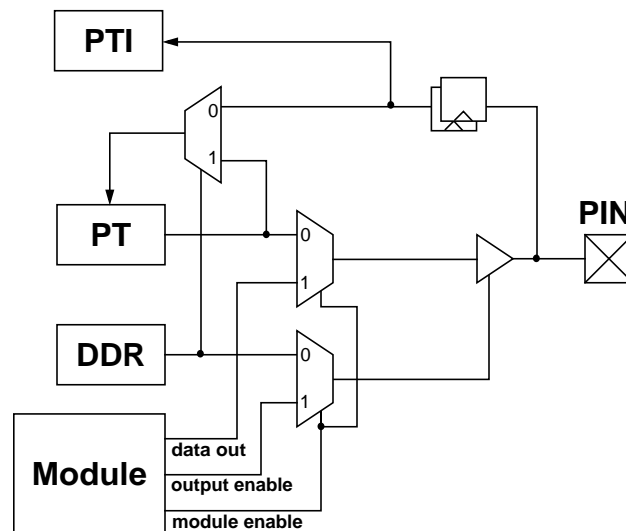 PTI
0
1
PIN
PT
0
1
DDR
0
1
Module
data out
output enable
module enable